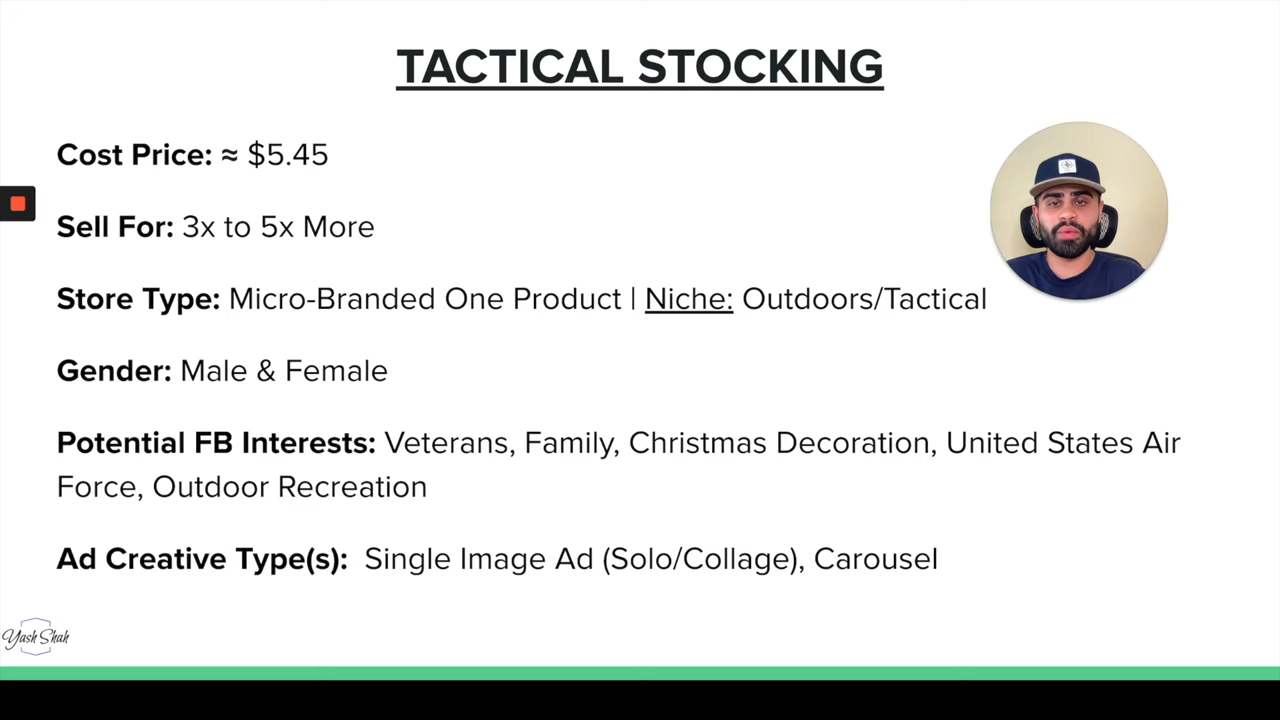 TACTICAL STOCKING
Cost Price: ≈ $5.45
Sell For: 3x to 5x More
Store Type: Micro-Branded One Product | Niche: Outdoors/Tactical
Gender: Male & Female
Potential FB Interests: Veterans, Family, Christmas Decoration, United States Air
Force, Outdoor Recreation
Ad Creative Type(s): Single Image Ad (Solo/Collage), Carousel
Yash Shah